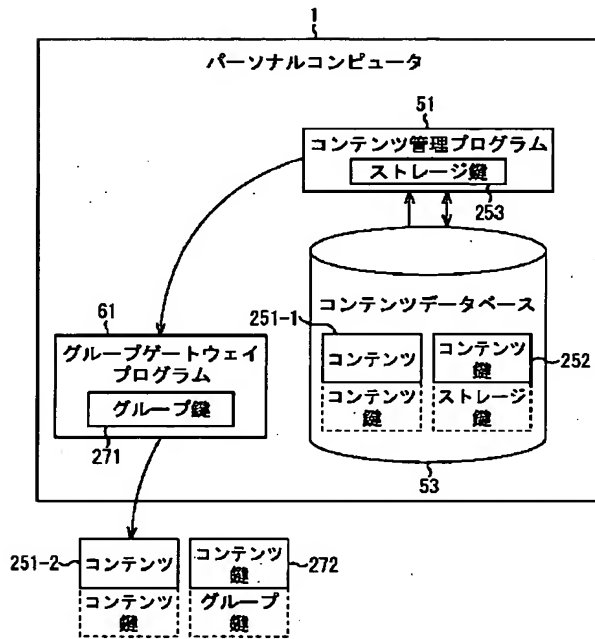 1
パーソナルコンピュータ
51
コンテンツ管理プログラム
ストレージ鍵
253
コンテンツデータベース
251-1
コンテンツ
コンテンツ鍵
252
コンテンツ鍵
ストレージ鍵
53
61
グループゲートウェイ
プログラム
グループ鍵
271
251-2
コンテンツ
コンテンツ
鍵
272
コンテンツ
鍵
グループ
鍵